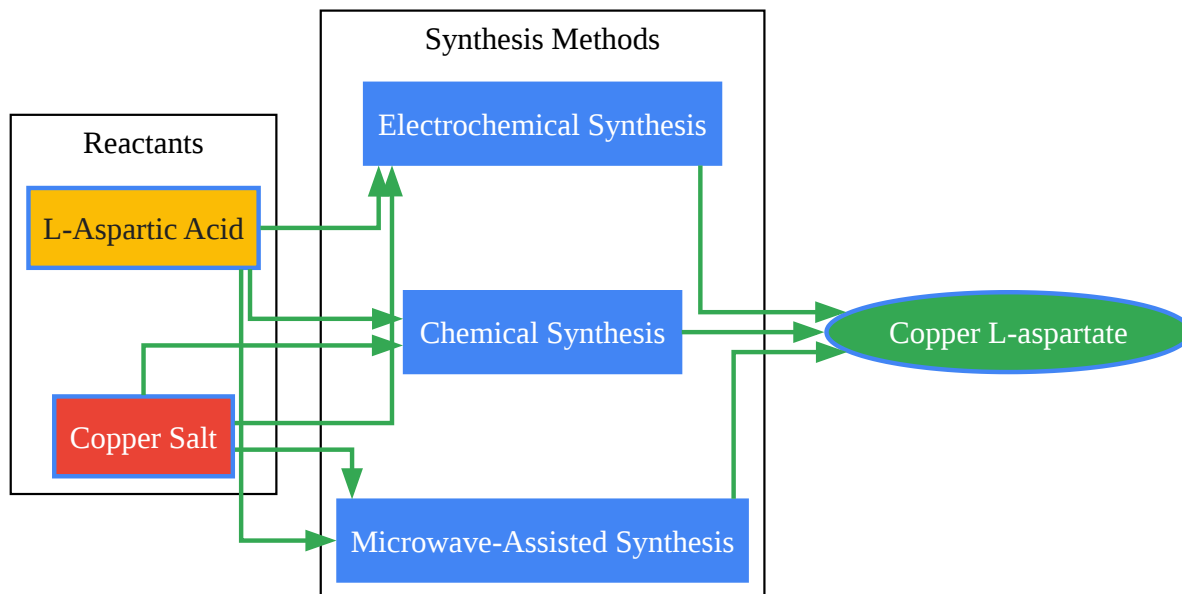 Synthesis Methods
Reactants
Electrochemical Synthesis
L-Aspartic Acid
Chemical Synthesis
Copper L-aspartate
Copper Salt
Microwave-Assisted Synthesis